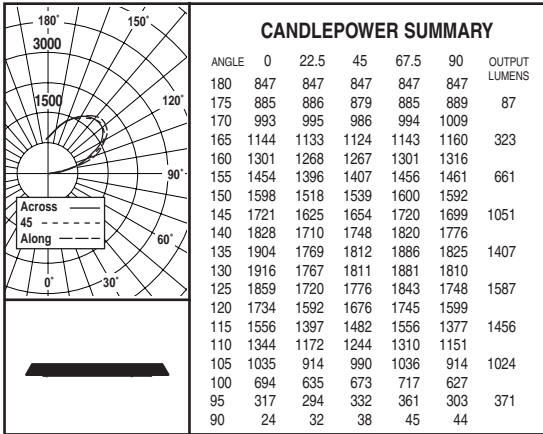 180° 150°
3000
1500 120°
90°
Across
45
Along
60°
0° 30°
CANDLEPOWER SUMMARY
ANGLE 0 22.5 45 67.5 90 OUTPUT LUMENS
180 847 847 847 847 847
175 885 886 879 885 889 87
170 993 995 986 994 1009
165 1144 1133 1124 1143 1160 323
160 1301 1268 1267 1301 1316
155 1454 1396 1407 1456 1461 661
150 1598 1518 1539 1600 1592
145 1721 1625 1654 1720 1699 1051
140 1828 1710 1748 1820 1776
135 1904 1769 1812 1886 1825 1407
130 1916 1767 1811 1881 1810
125 1859 1720 1776 1843 1748 1587
120 1734 1592 1676 1745 1599
115 1556 1397 1482 1556 1377 1456
110 1344 1172 1244 1310 1151
105 1035 914 990 1036 914 1024
100 694 635 673 717 627
95 317 294 332 361 303 371
90 24 32 38 45 44